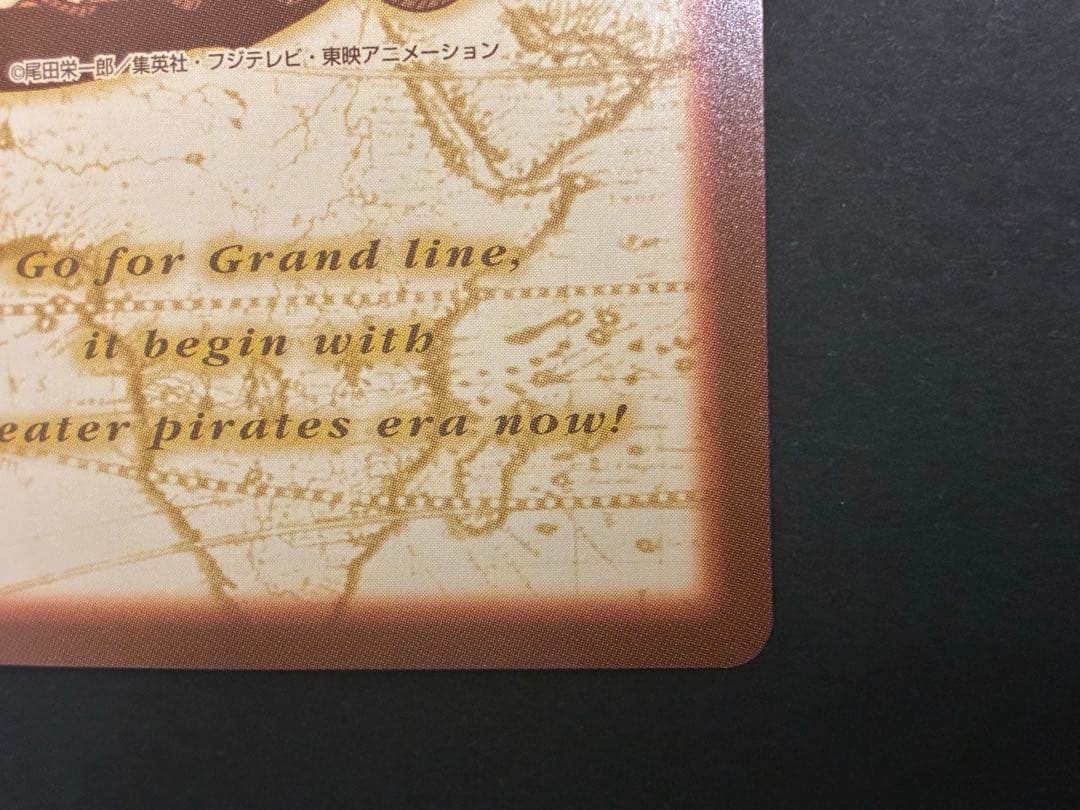 ©尾田栄一郎/集英社・フジテレビ・東映アニメーション
Go for Grand line,
it begin with
eater pirates era now!